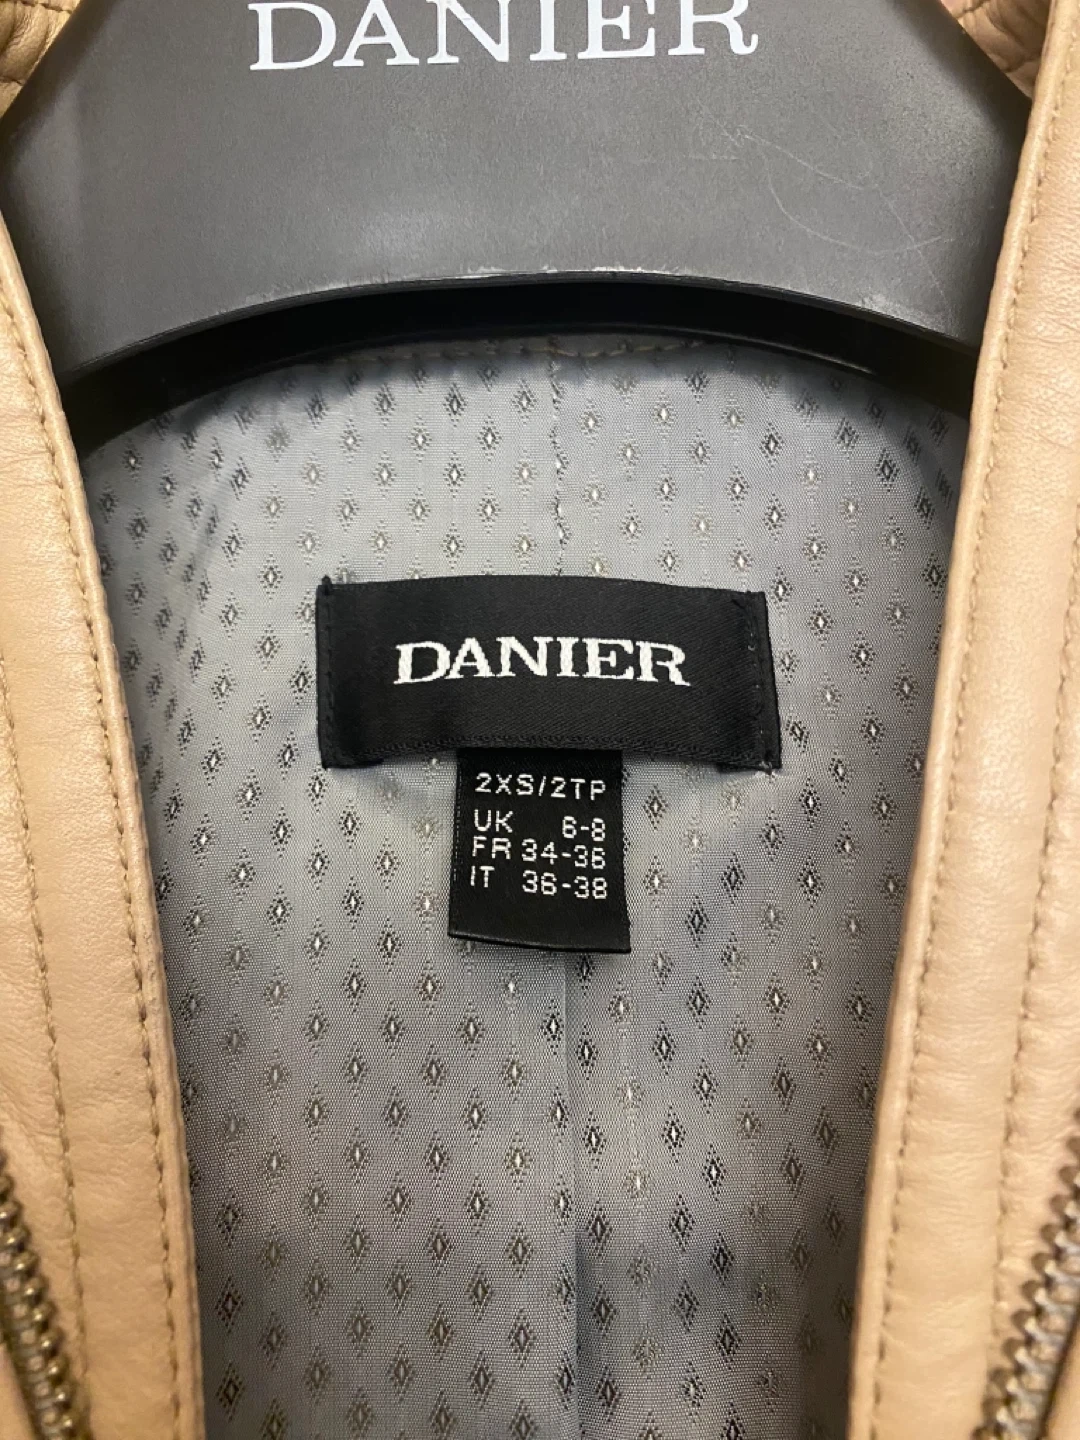 DANIER
DANIER
2XS/2TP
UK 6-8
FR 34-36
IT 36-38